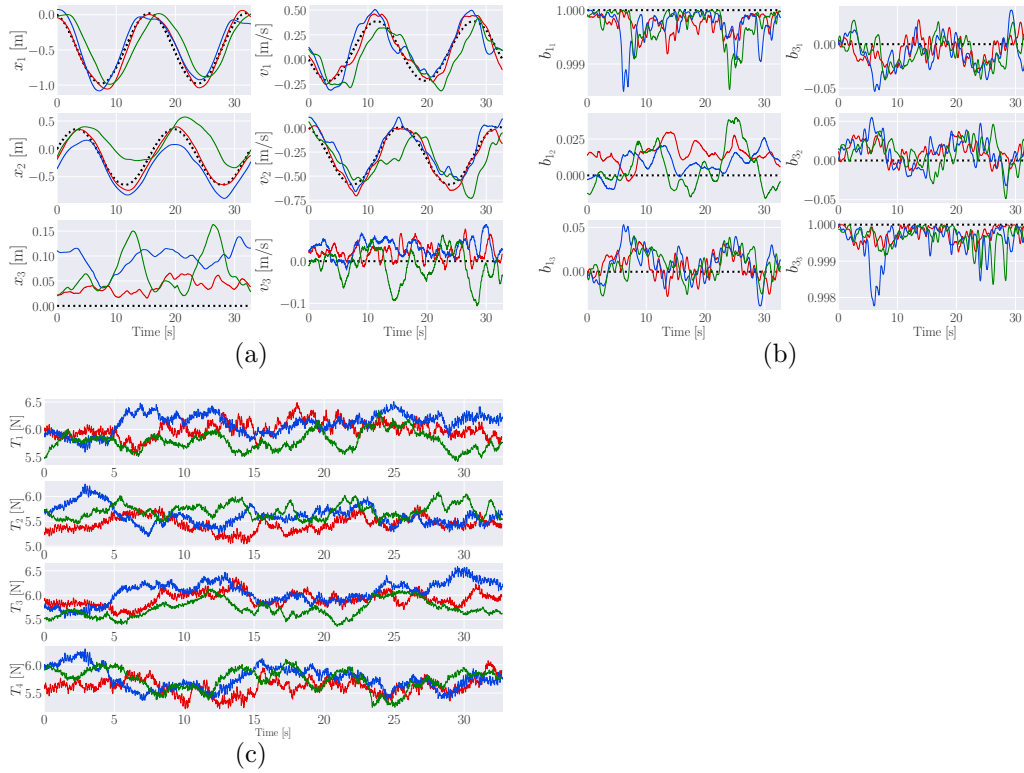 x₁ [m]
0.0
−0.5
−1.0
0 10 20 30
v₁ [m/s]
0.50
0.25
0.00
−0.25
0 10 20 30
x₂ [m]
0.5
0.0
−0.5
0 10 20 30
v₂ [m/s]
0.00
−0.25
−0.50
−0.75
0 10 20 30
x₃ [m]
0.15
0.10
0.05
0.00
0 10 20 30
Time [s]
v₃ [m/s]
0.0
−0.1
0 10 20 30
Time [s]
(a)
b₁₁
1.000
0.999
0 10 20 30
b₃₁
0.00
−0.05
0 10 20 30
b₁₂
0.025
0.000
0 10 20 30
b₃₂
0.05
0.00
−0.05
0 10 20 30
b₁₃
0.05
0.00
0 10 20 30
Time [s]
b₃₃
1.000
0.999
0.998
0 10 20 30
Time [s]
(b)
T₁ [N]
6.5
6.0
5.5
0 5 10 15 20 25 30
T₂ [N]
6.0
5.5
5.0
0 5 10 15 20 25 30
T₃ [N]
6.5
6.0
5.5
0 5 10 15 20 25 30
T₄ [N]
6.0
5.5
0 5 10 15 20 25 30
Time [s]
(c)